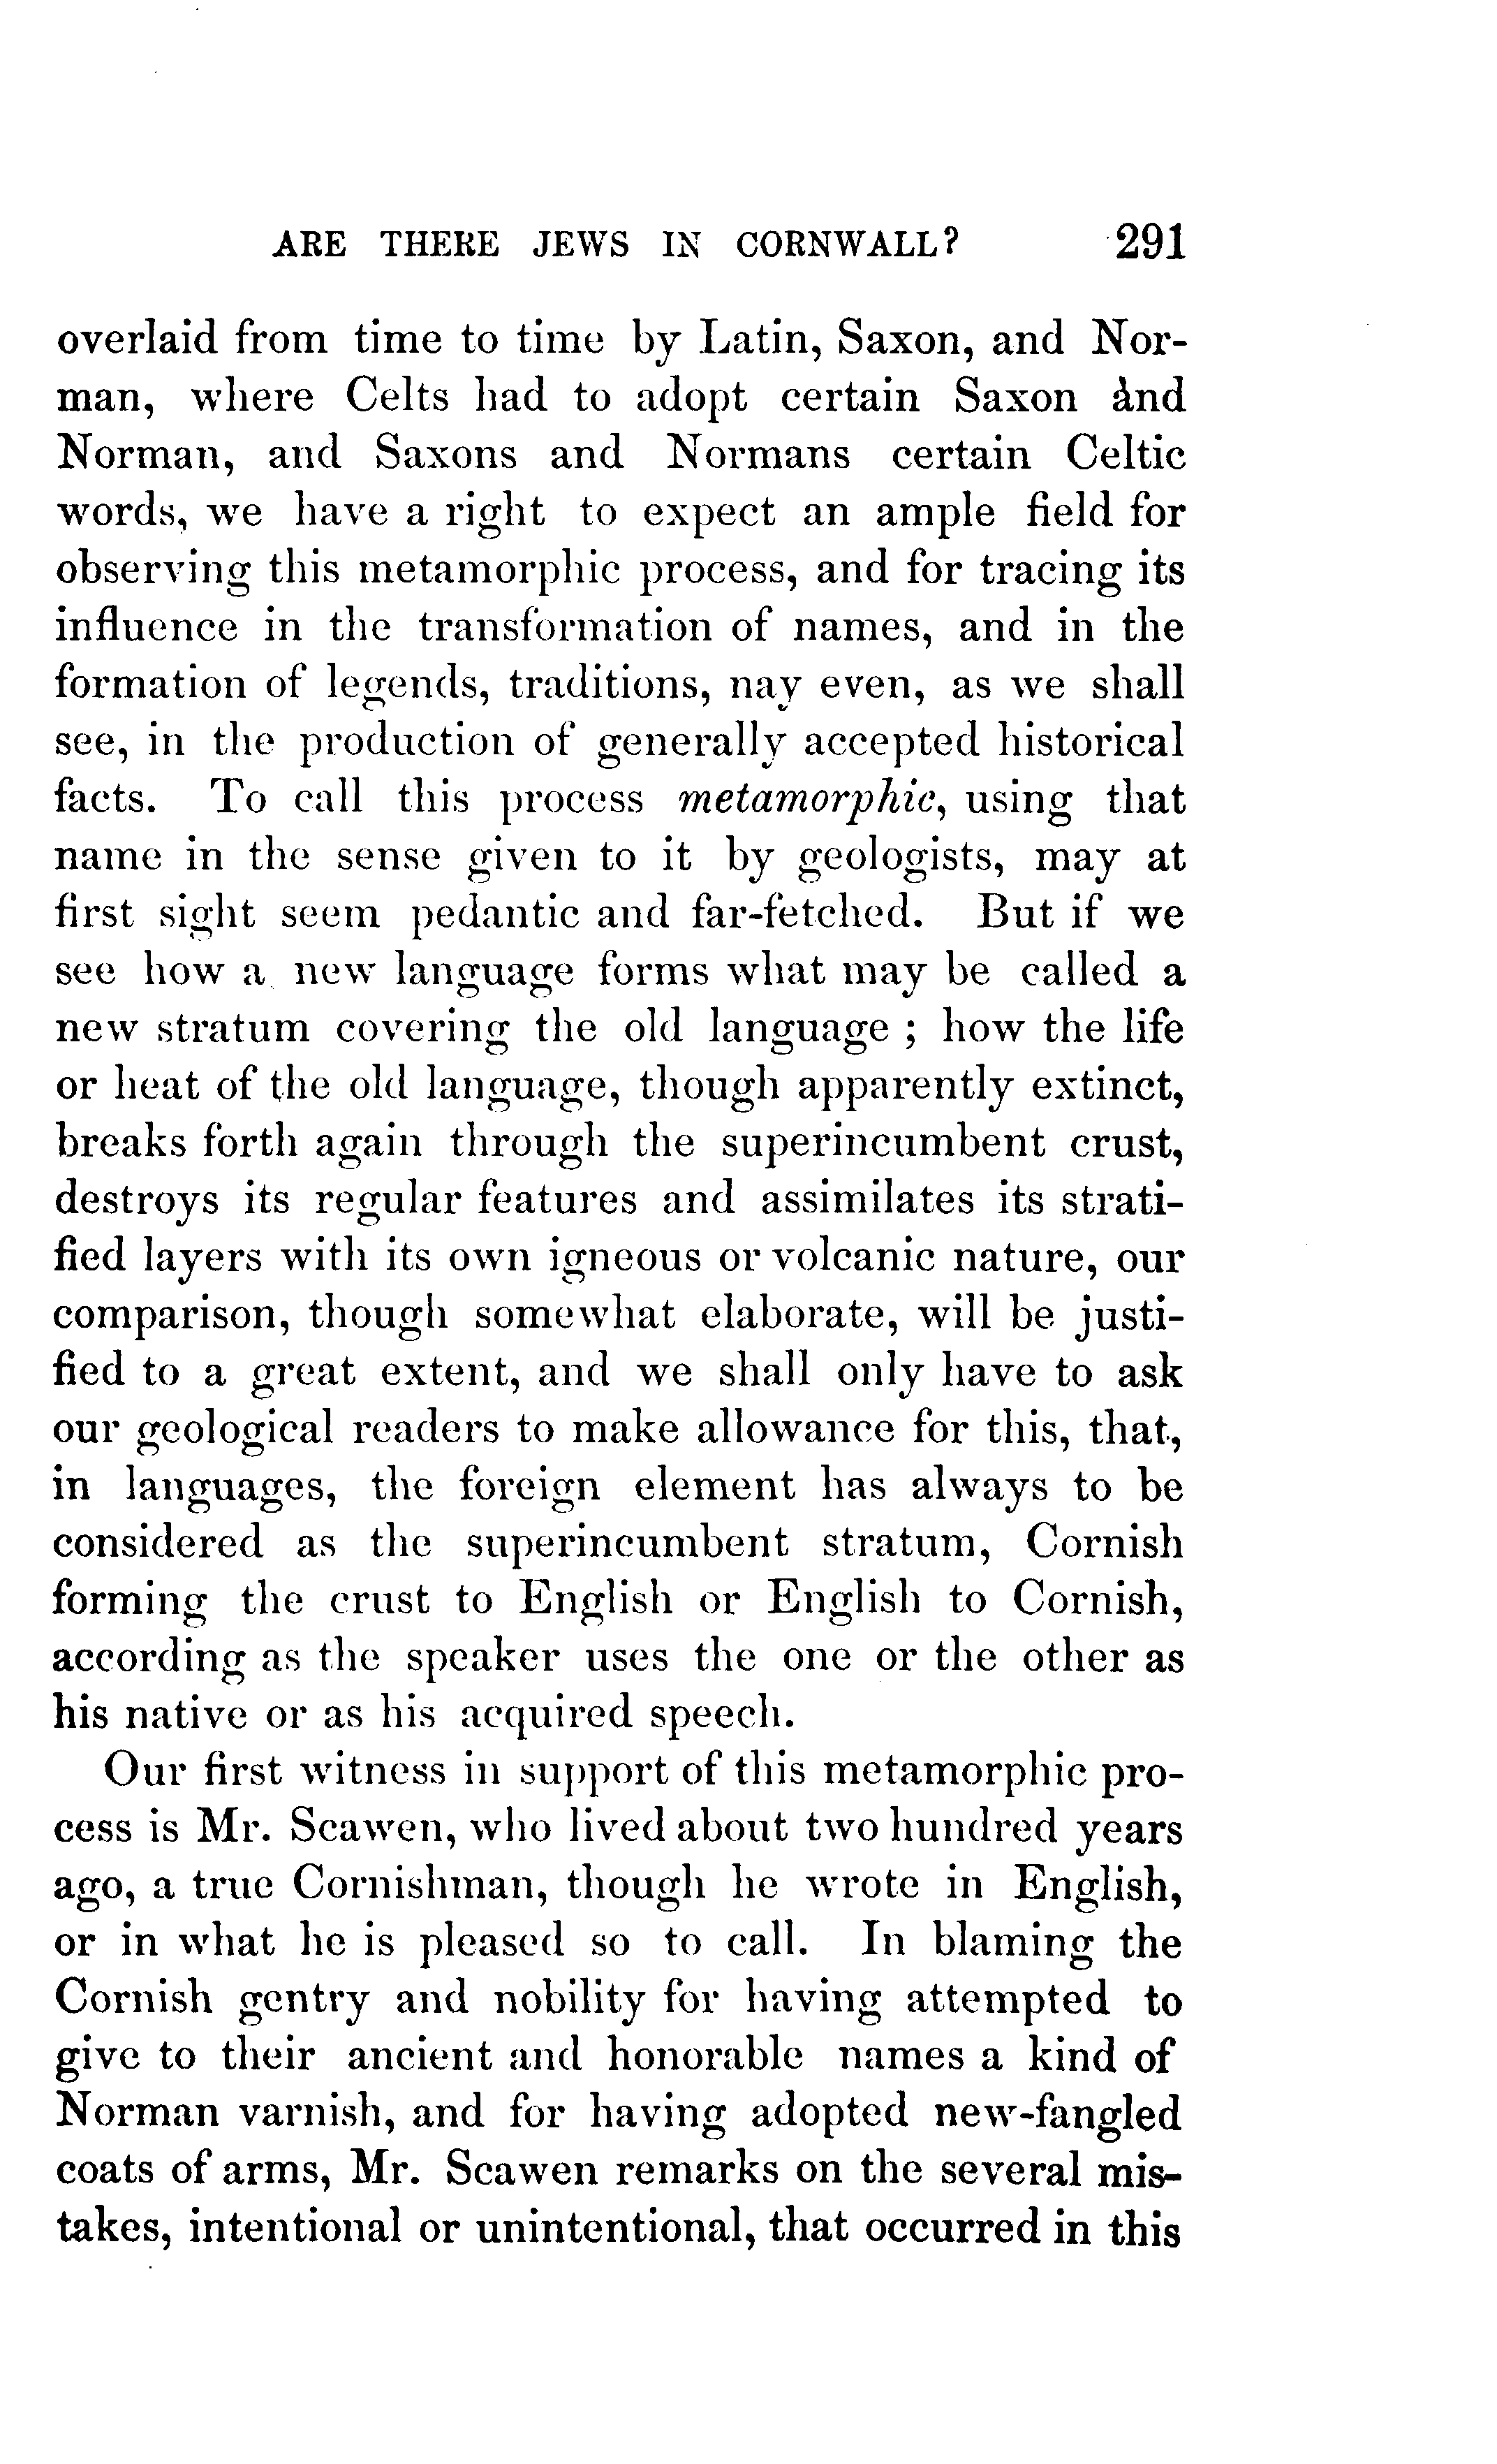 ARE THERE JEWS IN CORNWALL? 291
overlaid from time to time by Latin, Saxon, and Nor-
man, where Celts had to adopt certain Saxon and
Norman, and Saxons and Normans certain Celtic
words, we have a right to expect an ample field for
observing this metamorphic process, and for tracing its
influence in the transformation of names, and in the
formation of legends, traditions, nay even, as we shall
see, in the production of generally accepted historical
facts. To call this process metamorphic, using that
name in the sense given to it by geologists, may at
first sight seem pedantic and far-fetched. But if we
see how a new language forms what may be called a
new stratum covering the old language ; how the life
or heat of the old language, though apparently extinct,
breaks forth again through the superincumbent crust,
destroys its regular features and assimilates its strati-
fied layers with its own igneous or volcanic nature, our
comparison, though somewhat elaborate, will be justi-
fied to a great extent, and we shall only have to ask
our geological readers to make allowance for this, that,
in languages, the foreign element has always to be
considered as the superincumbent stratum, Cornish
forming the crust to English or English to Cornish,
according as the speaker uses the one or the other as
his native or as his acquired speech.
Our first witness in support of this metamorphic pro-
cess is Mr. Scawen, who lived about two hundred years
ago, a true Cornishman, though he wrote in English,
or in what he is pleased so to call. In blaming the
Cornish gentry and nobility for having attempted to
give to their ancient and honorable names a kind of
Norman varnish, and for having adopted new-fangled
coats of arms, Mr. Scawen remarks on the several mis-
takes, intentional or unintentional, that occurred in this